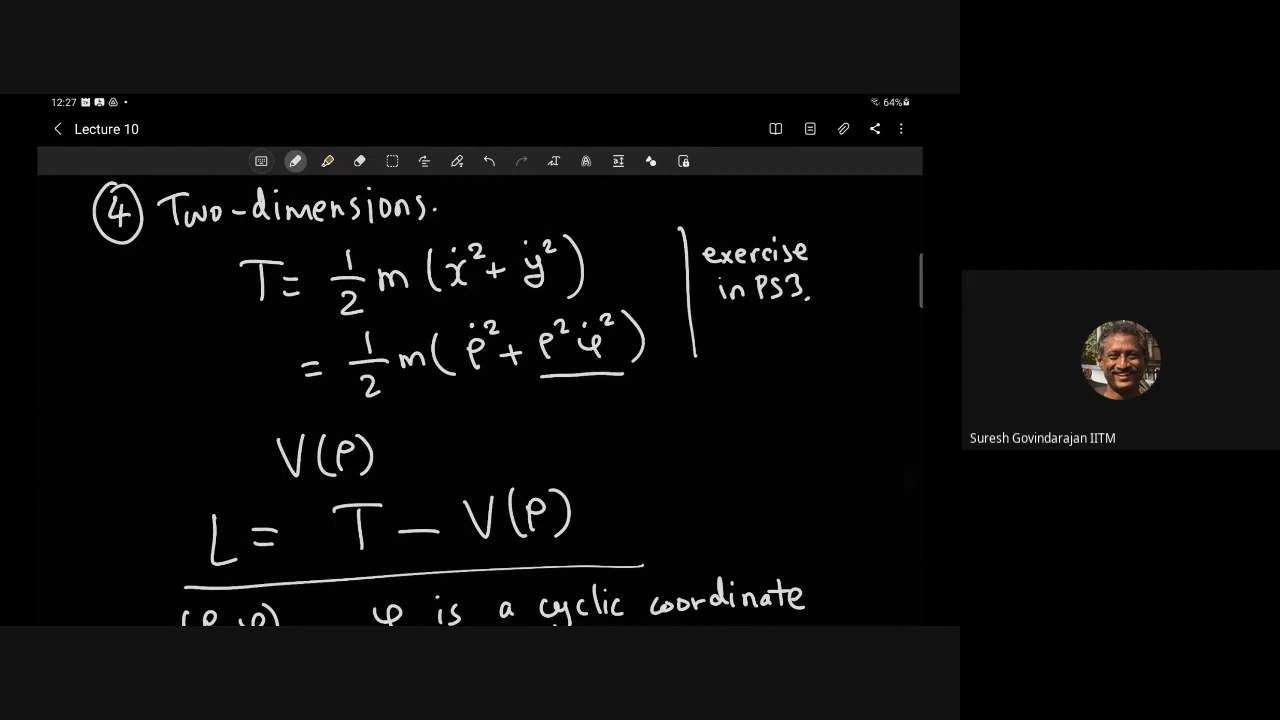 12:27
64%
Lecture 10
④ Two-dimensions.
T = 1/2 m (ẋ² + ẏ²)
exercise
in PS3.
= 1/2 m (ρ̇² + ρ² φ̇²)
V(ρ)
L = T − V(ρ)
(ρ, φ) φ is a cyclic coordinate
Suresh Govindarajan IITM